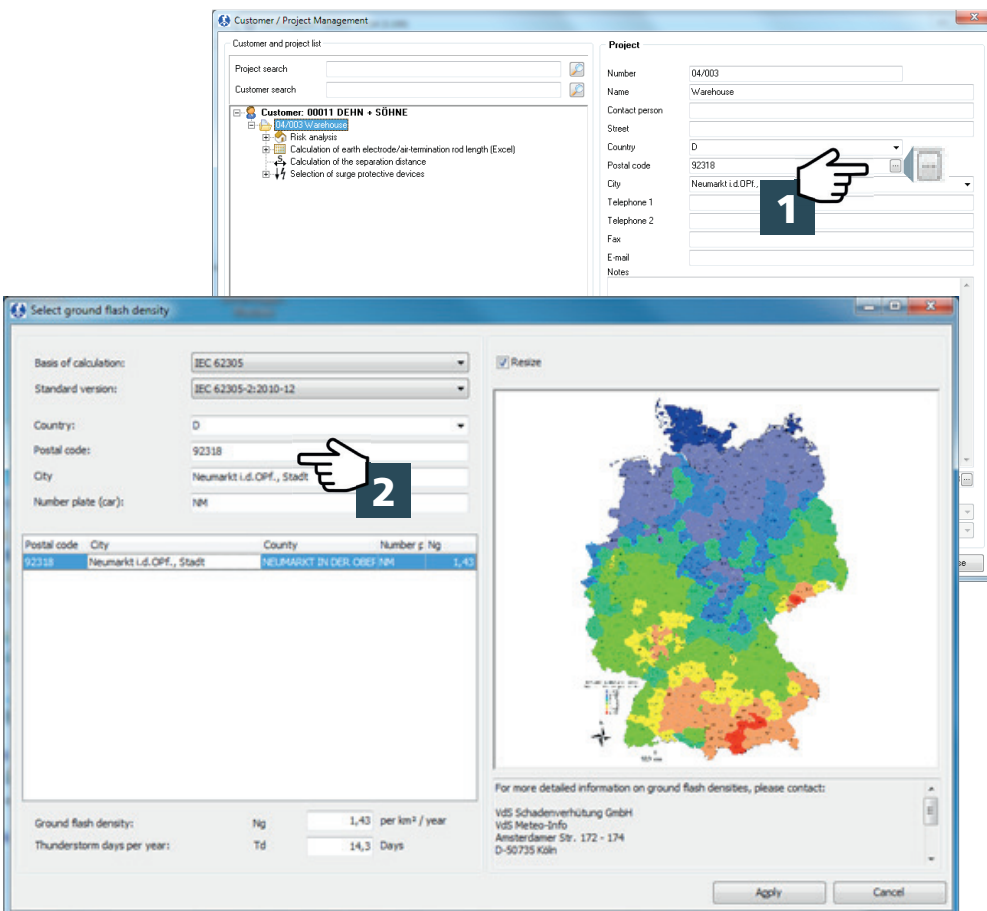 Customer / Project Management
Customer and project list
Project search
Customer search
Customer: 00011 DEHN + SÖHNE
04/003 Warehouse
Risk analysis
Calculation of earth electrode/air-termination rod length (Excel)
Calculation of the separation distance
Selection of surge protective devices
Project
Number 04/003
Name Warehouse
Contact person
Street
Country D
Postal code 92318
City Neumarkt i.d.OPf.,
Telephone 1
Telephone 2
Fax
E-mail
Notes
1
Select ground flash density
Basis of calculation: IEC 62305
Standard version: IEC 62305-2:2010-12
Country: D
Postal code: 92318
City Neumarkt i.d.OPf., Stadt
Number plate (car): NM
2
Postal code City County Number p Ng
92318 Neumarkt i.d.OPf., Stadt NEUMARKT IN DER OBEF NM 1,43
Ground flash density: Ng 1,43 per km² / year
Thunderstorm days per year: Td 14,3 Days
Resize
For more detailed information on ground flash densities, please contact:
VdS Schadenverhütung GmbH
VdS Meteo-Info
Amsterdamer Str. 172 - 174
D-50735 Köln
Apply Cancel